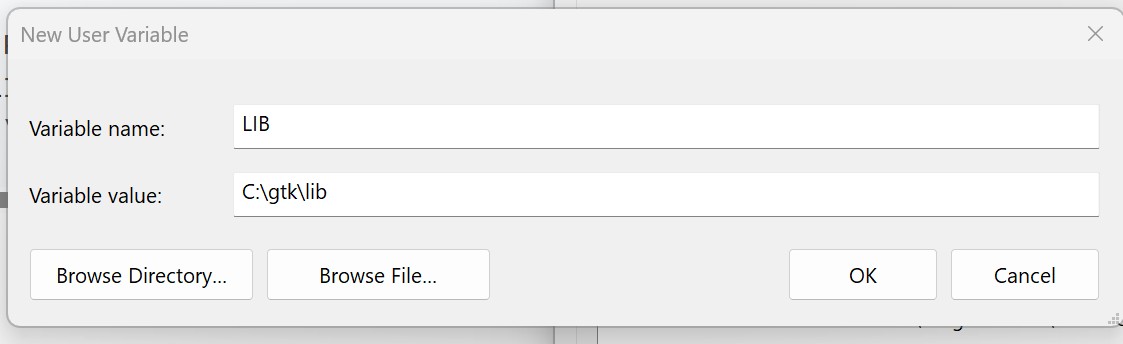 New User Variable
Variable name:
LIB
Variable value:
C:\gtk\lib
Browse Directory...
Browse File...
OK
Cancel